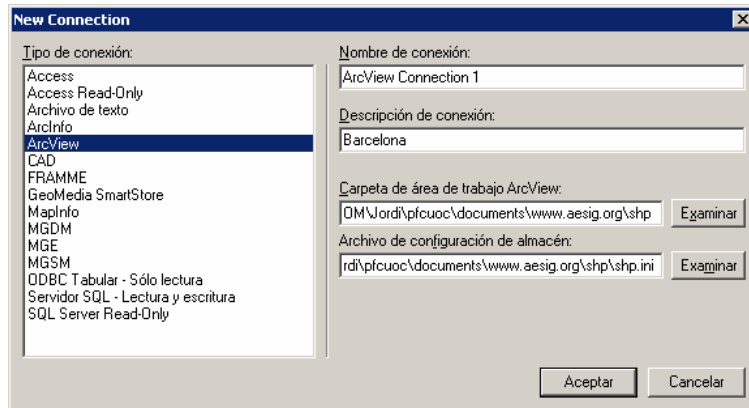 New Connection
Tipo de conexión:
Access
Access Read-Only
Archivo de texto
ArcInfo
ArcView
CAD
FRAMME
GeoMedia SmartStore
MapInfo
MGDM
MGE
MGSM
ODBC Tabular - Sólo lectura
Servidor SQL - Lectura y escritura
SQL Server Read-Only
Nombre de conexión:
ArcView Connection 1
Descripción de conexión:
Barcelona
Carpeta de área de trabajo ArcView:
OM\Jordi\pfcuoc\documents\www.aesig.org\shp
Examinar
Archivo de configuración de almacén:
rdi\pfcuoc\documents\www.aesig.org\shp\shp.ini
Examinar
Aceptar
Cancelar